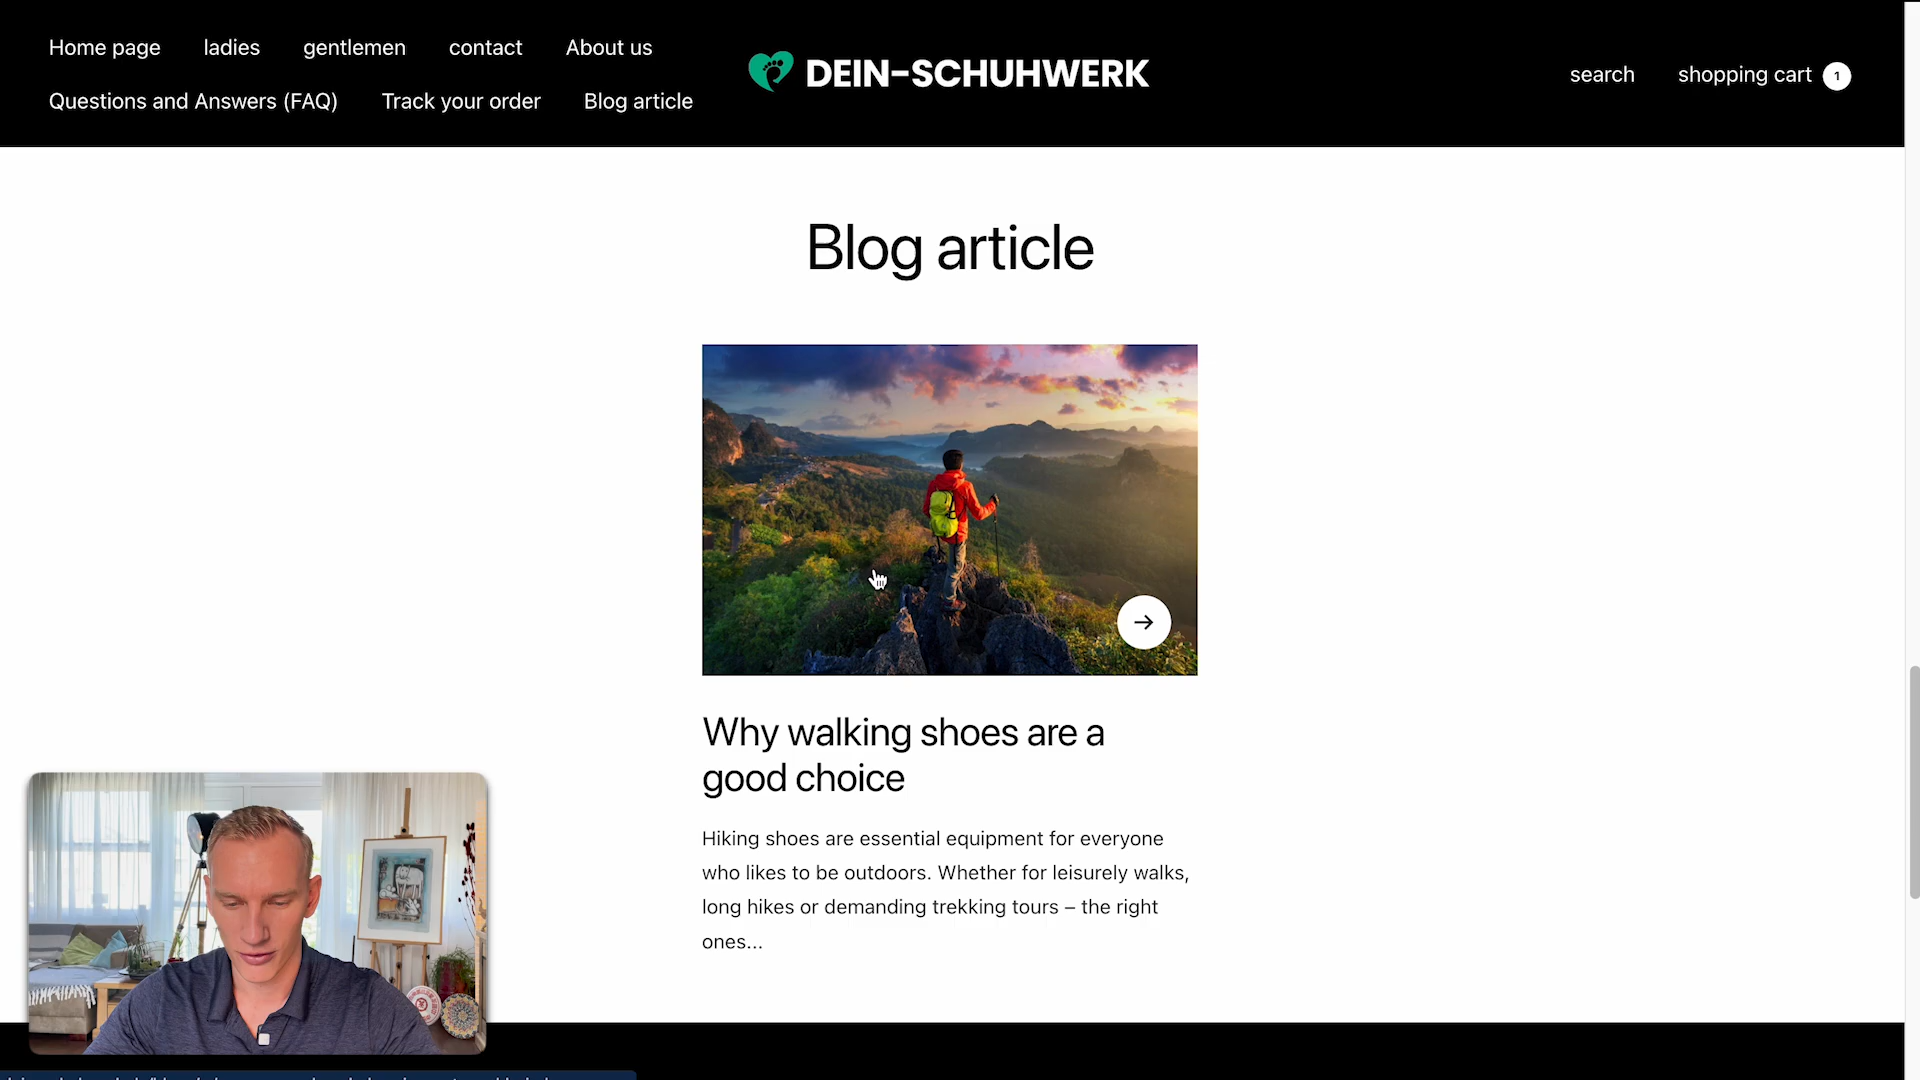 Home page ladies gentlemen contact About us
Questions and Answers (FAQ) Track your order Blog article
DEIN-SCHUHWERK
search shopping cart 1
Blog article
Why walking shoes are a
good choice
Hiking shoes are essential equipment for everyone
who likes to be outdoors. Whether for leisurely walks,
long hikes or demanding trekking tours – the right
ones...